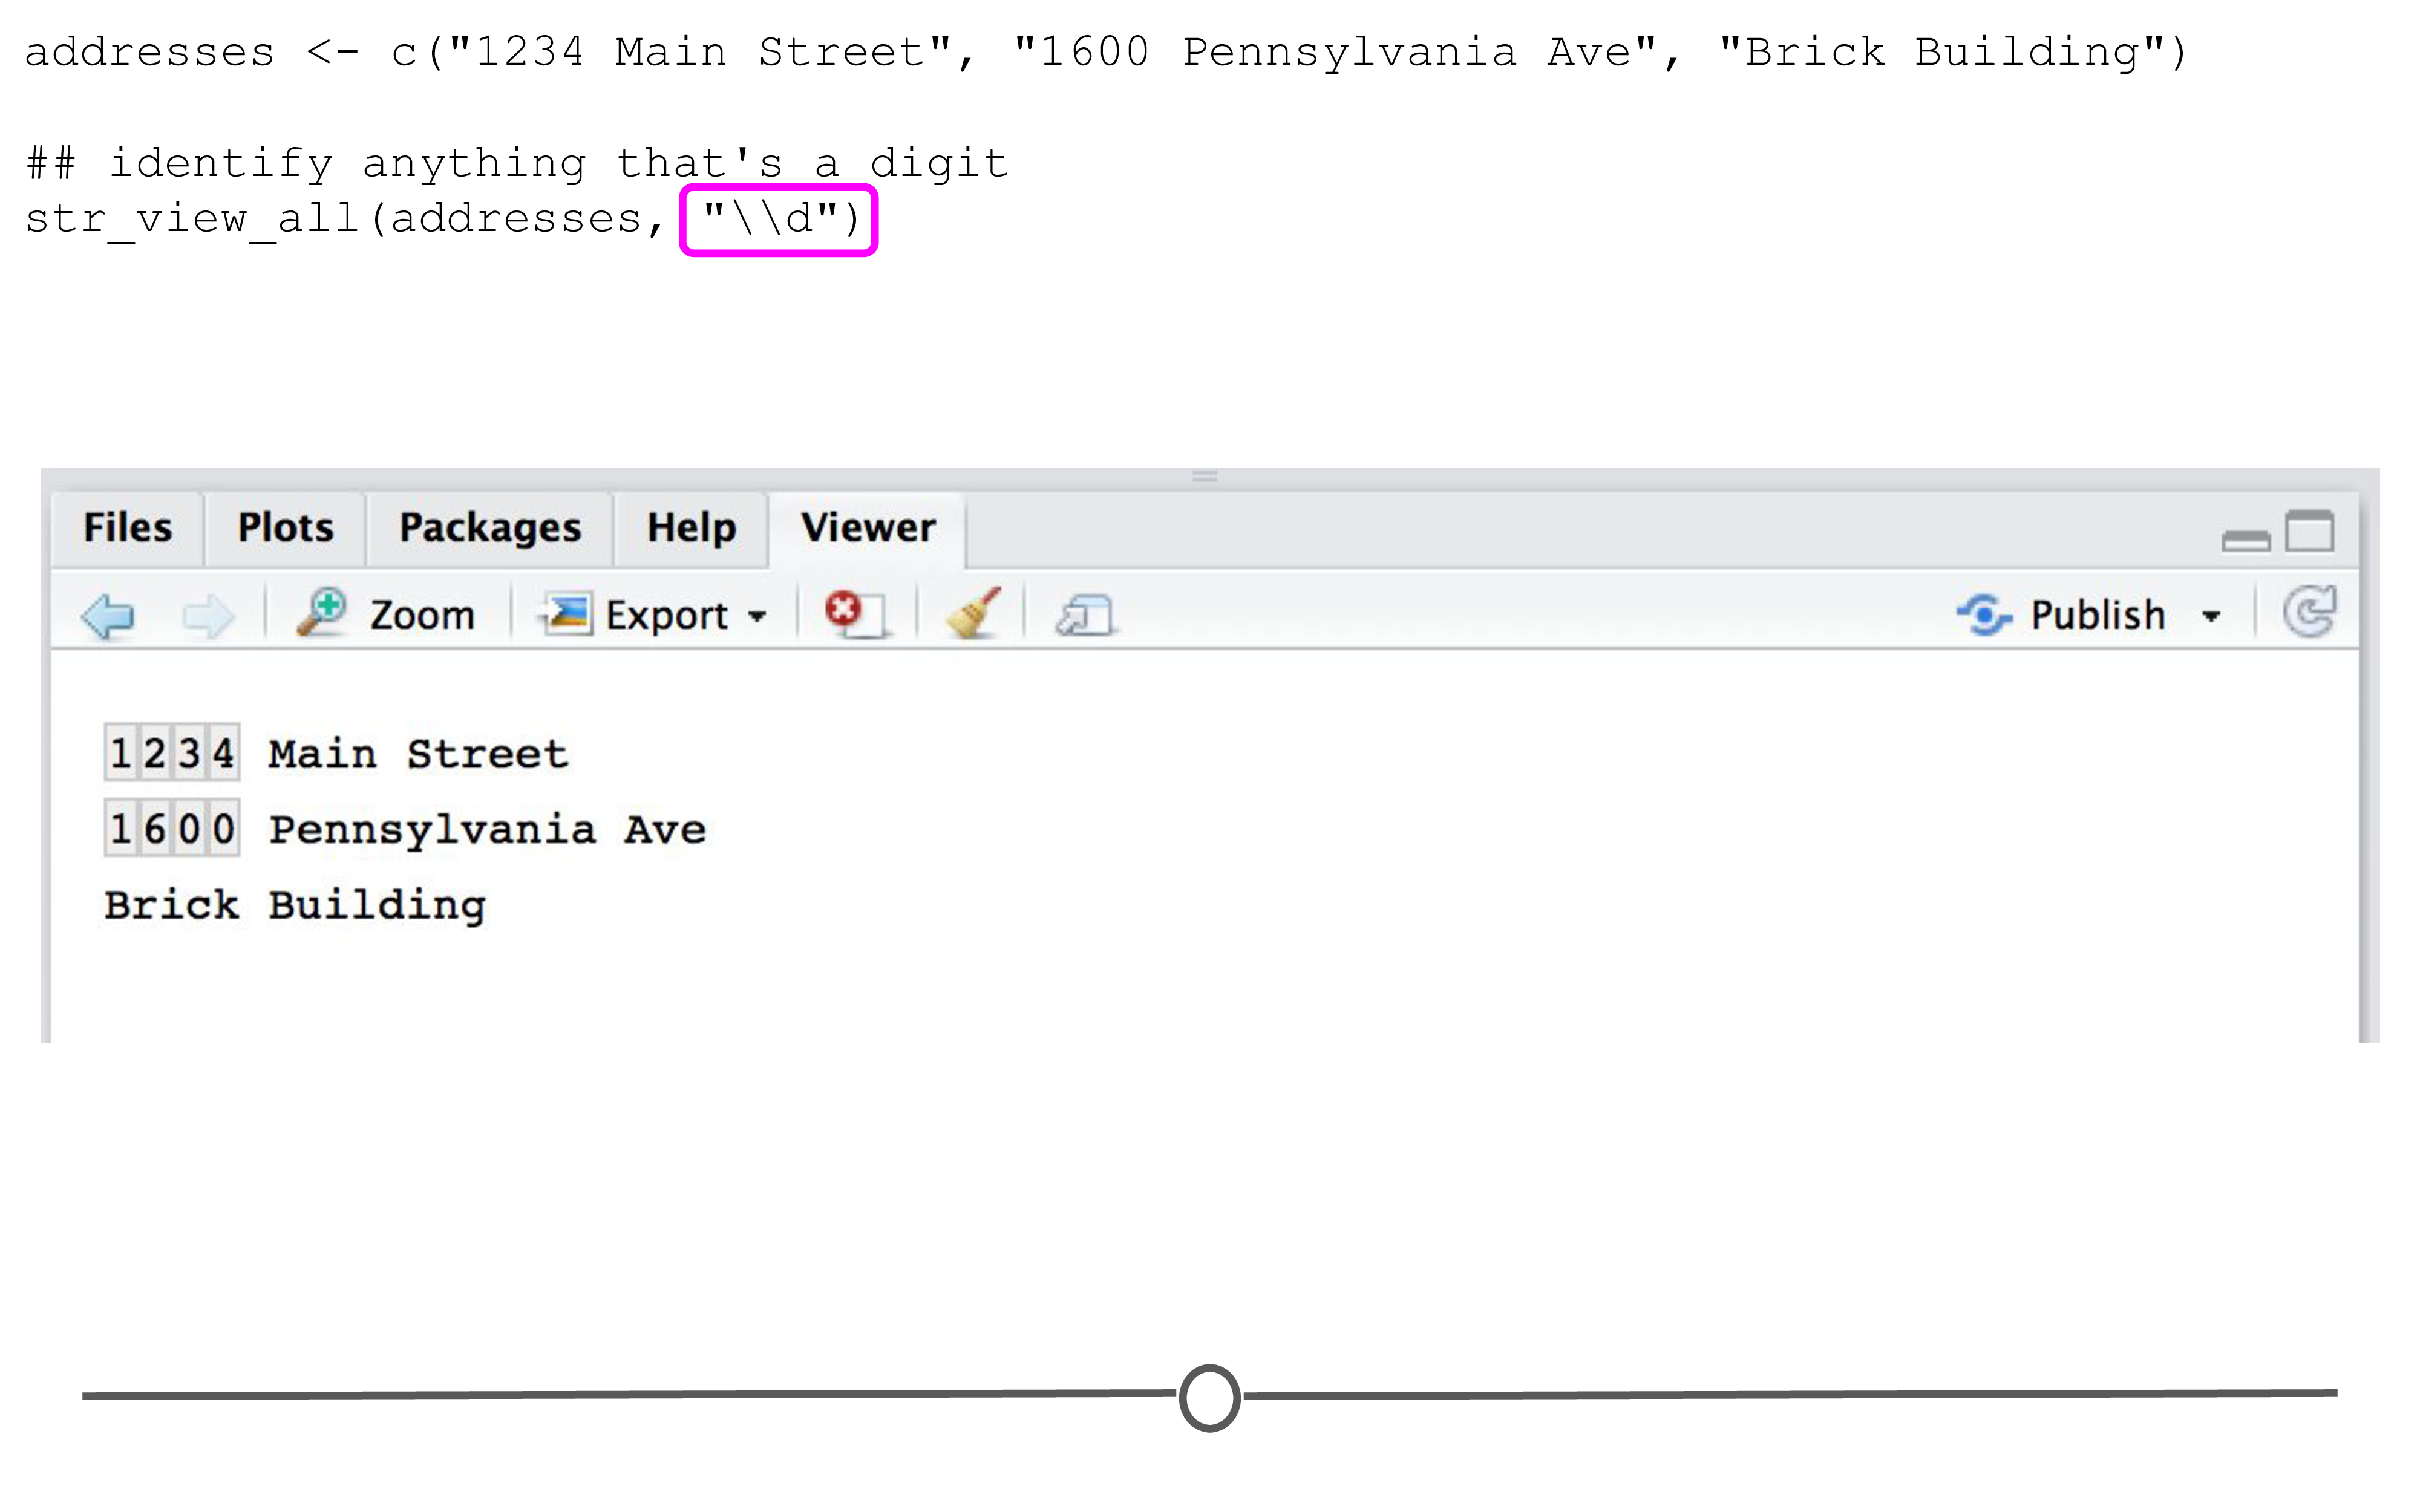 addresses <- c("1234 Main Street", "1600 Pennsylvania Ave", "Brick Building")
## identify anything that's a digit
str_view_all(addresses, "\\d")
Files Plots Packages Help Viewer
Zoom Export Publish
1234 Main Street
1600 Pennsylvania Ave
Brick Building